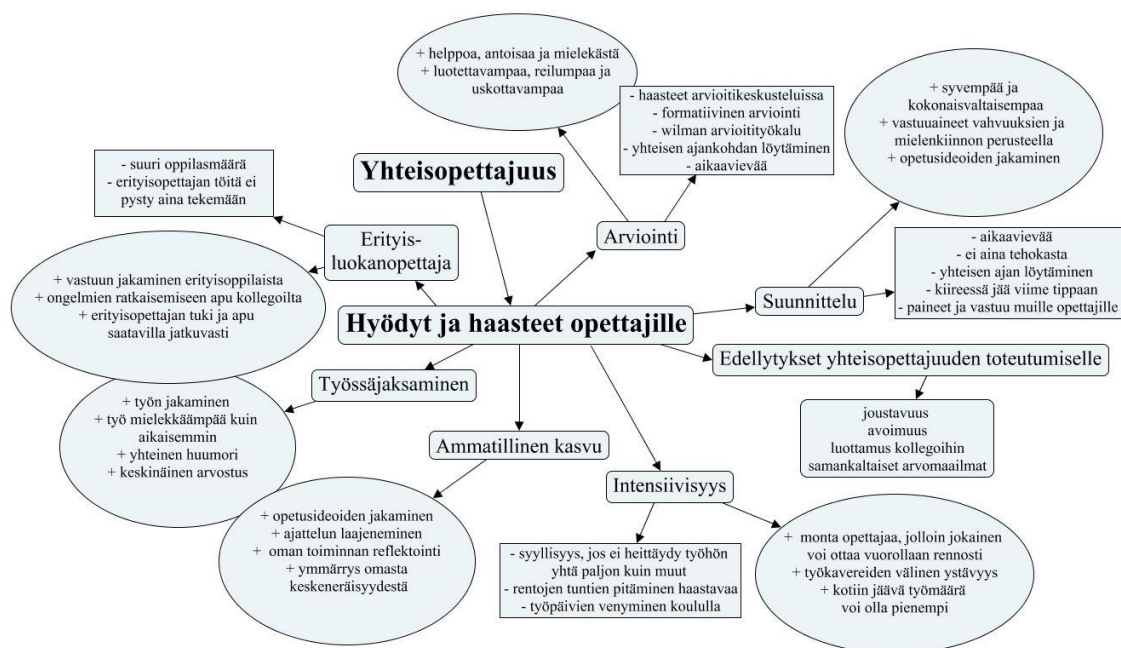 + helppoa, antoisaa ja mielekästä
+ luotettavampaa, reilumpaa ja
uskottavampaa
- haasteet arvioitikeskusteluissa
- formatiivinen arviointi
- wilman arvioitityökalu
- yhteisen ajankohdan löytäminen
- aikaavievää
+ syvempää ja
kokonaisvaltaisempaa
+ vastuuaineet vahvuuksien ja
mielenkiinnon perusteella
+ opetusideoiden jakaminen
- suuri oppilasmäärä
- erityisopettajan töitä ei
pysty aina tekemään
Yhteisopettajuus
Erityis-
luokanopettaja
Arviointi
+ vastuun jakaminen erityisoppilaista
+ ongelmien ratkaisemiseen apu kollegoilta
+ erityisopettajan tuki ja apu
saatavilla jatkuvasti
- aikaavievää
- ei aina tehokasta
- yhteisen ajan löytäminen
- kiireessä jää viime tippaan
- paineet ja vastuu muille opettajille
Suunnittelu
Hyödyt ja haasteet opettajille
Edellytykset yhteisopettajuuden toteutumiselle
Työssäjaksaminen
+ työn jakaminen
+ työ mielekkäämpää kuin
aikaisemmin
+ yhteinen huumori
+ keskinäinen arvostus
joustavuus
avoimuus
luottamus kollegoihin
samankaltaiset arvomaailmat
Ammatillinen kasvu
Intensiivisyys
+ opetusideoiden jakaminen
+ ajattelun laajeneminen
+ oman toiminnan reflektointi
+ ymmärrys omasta
keskeneräisyydestä
- syyllisyys, jos ei heittäydy työhön
yhtä paljon kuin muut
- rentojen tuntien pitäminen haastavaa
- työpäivien venyminen koululla
+ monta opettajaa, jolloin jokainen
voi ottaa vuorollaan rennosti
+ työkavereiden välinen ystävyys
+ kotiin jäävä työmäärä
voi olla pienempi